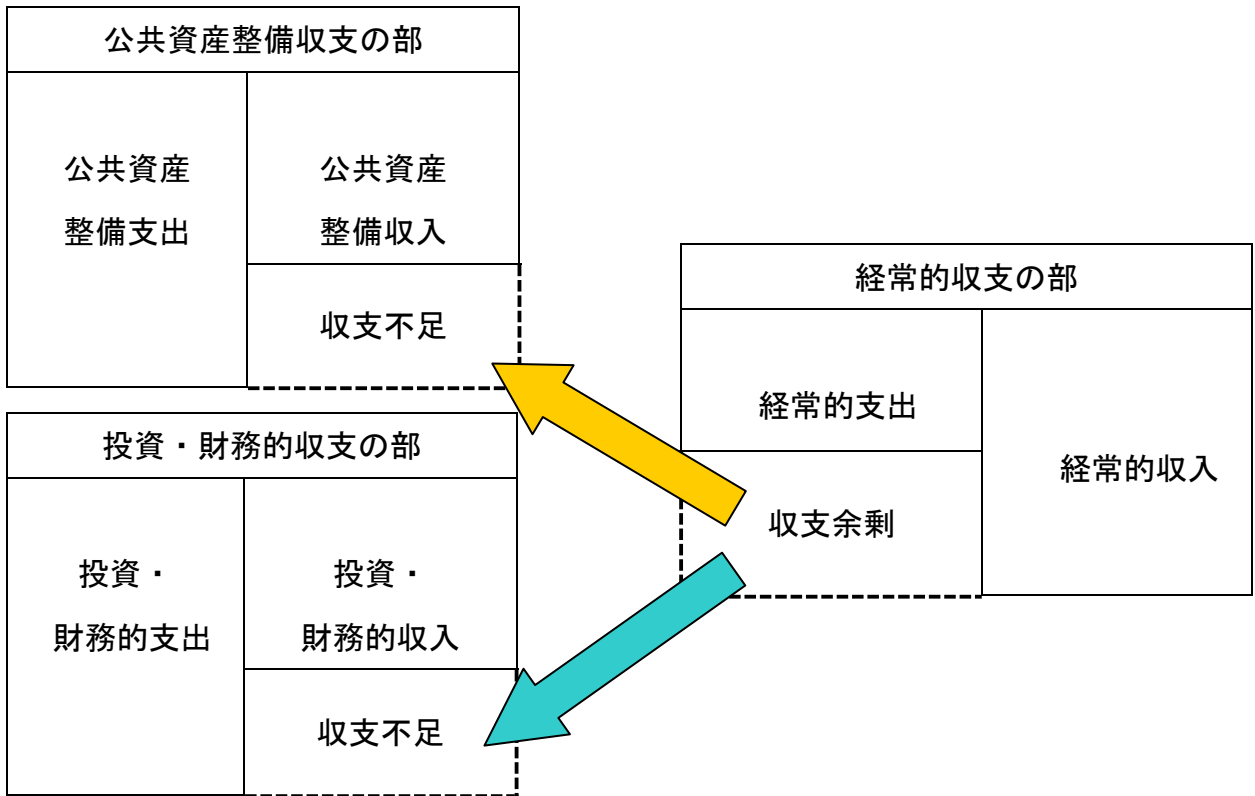 公共資産整備収支の部
公共資産
整備支出
公共資産
整備収入
収支不足
投資・財務的収支の部
投資・
財務的支出
投資・
財務的収入
収支不足
経常的収支の部
経常的支出
収支余剰
経常的収入